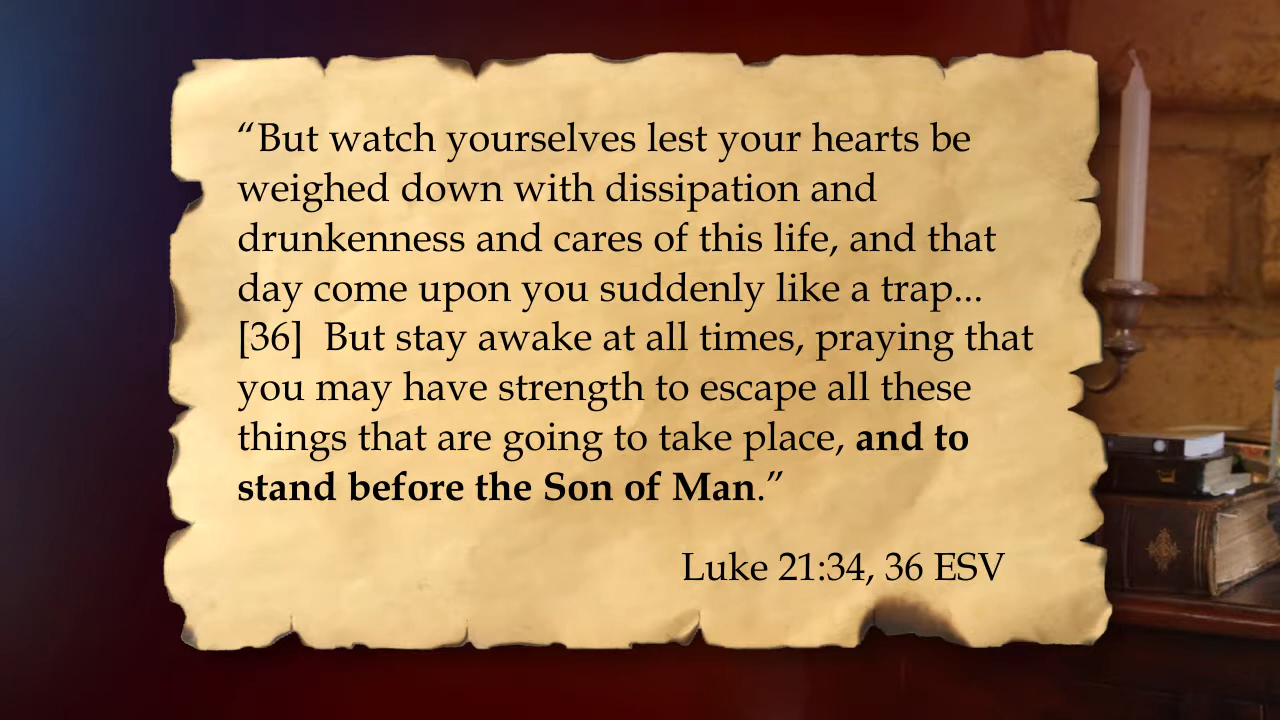 “But watch yourselves lest your hearts be
weighed down with dissipation and
drunkenness and cares of this life, and that
day come upon you suddenly like a trap...
[36]  But stay awake at all times, praying that
you may have strength to escape all these
things that are going to take place, and to
stand before the Son of Man.”
Luke 21:34, 36 ESV